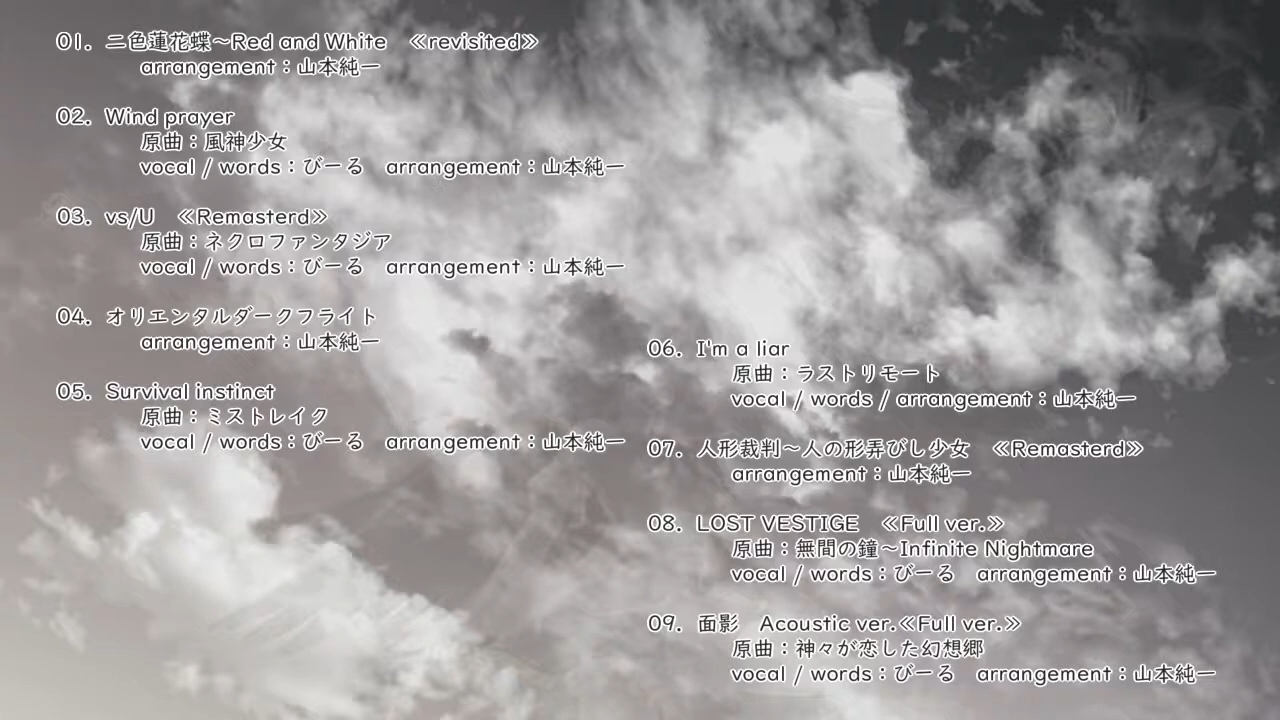 01. 二色蓮花蝶～Red and White　≪revisited≫
arrangement：山本純一
02. Wind prayer
原曲：風神少女
vocal / words：びーる　arrangement：山本純一
03. vs/U　≪Remasterd≫
原曲：ネクロファンタジア
vocal / words：びーる　arrangement：山本純一
04. オリエンタルダークフライト
arrangement：山本純一
05. Survival instinct
原曲：ミストレイク
vocal / words：びーる　arrangement：山本純一
06. I'm a liar
原曲：ラストリモート
vocal / words / arrangement：山本純一
07. 人形裁判～人の形弄びし少女　≪Remasterd≫
arrangement：山本純一
08. LOST VESTIGE　≪Full ver.≫
原曲：無間の鐘～Infinite Nightmare
vocal / words：びーる　arrangement：山本純一
09. 面影　Acoustic ver.≪Full ver.≫
原曲：神々が恋した幻想郷
vocal / words：びーる　arrangement：山本純一